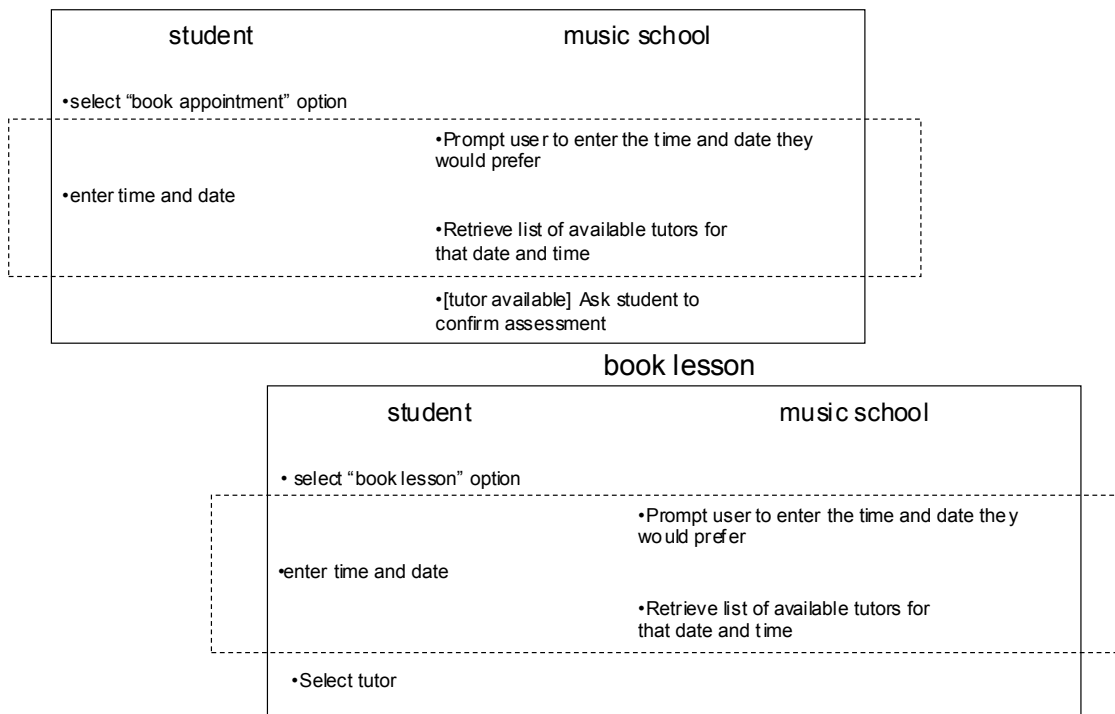 student music school
•select “book appointment” option
•Prompt user to enter the time and date they
would prefer
•enter time and date
•Retrieve list of available tutors for
that date and time
•[tutor available] Ask student to
confirm assessment
book lesson
student music school
• select “book lesson” option
•Prompt user to enter the time and date they
would prefer
•enter time and date
•Retrieve list of available tutors for
that date and time
•Select tutor